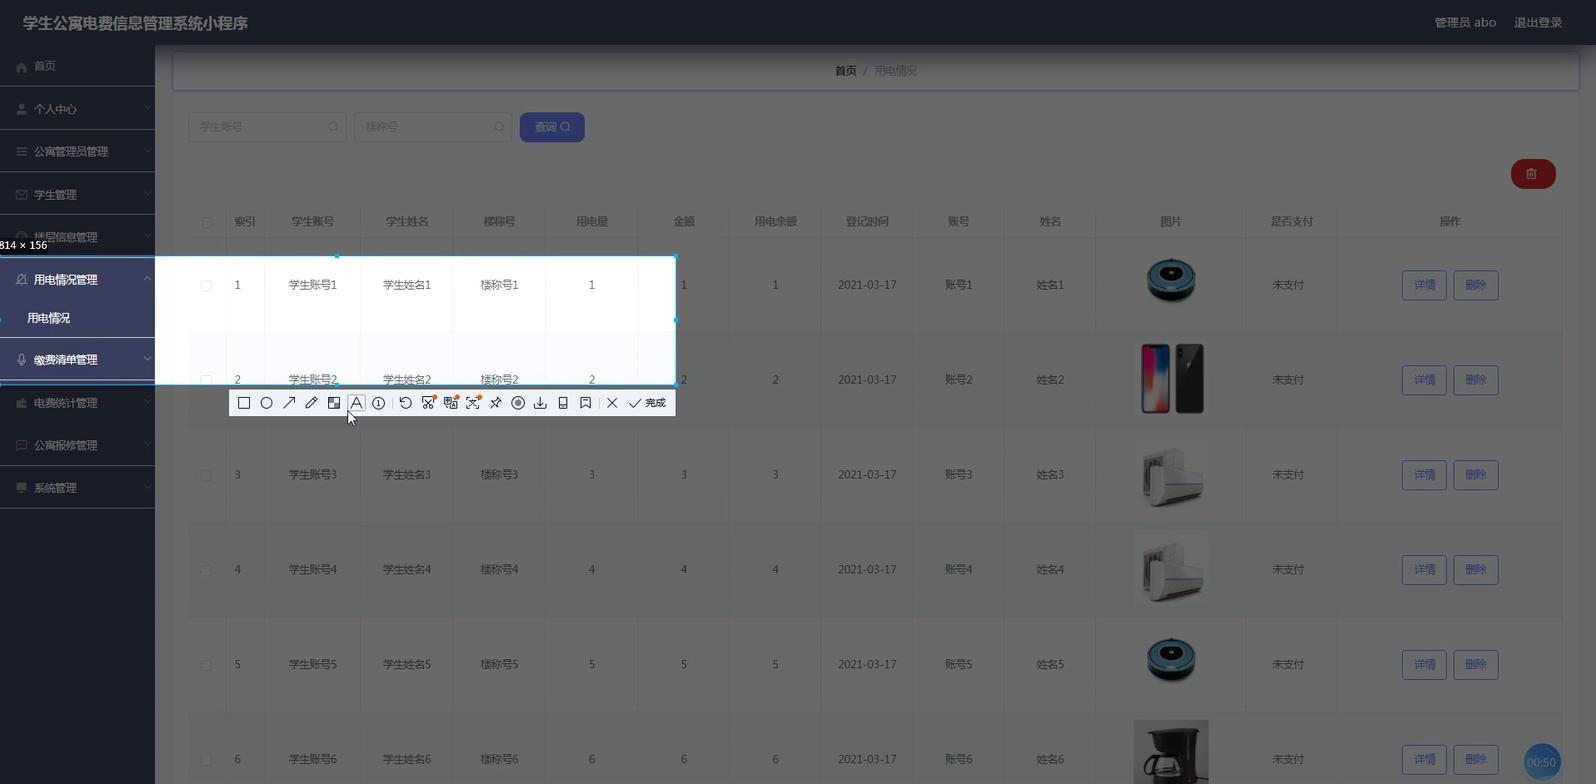 学生公寓电费信息管理系统小程序
管理员 abo 退出登录
首页
个人中心
公寓管理员管理
学生管理
楼层信息管理
814 × 156
用电情况管理
用电情况
缴费清单管理
电费统计管理
公寓报修管理
系统管理
首页 / 用电情况
学生账号 楼称号 查询
索引 学生账号 学生姓名 楼称号 用电量 金额 用电余额 登记时间 账号 姓名 图片 是否支付 操作
1 学生账号1 学生姓名1 楼称号1 1 1 1 2021-03-17 账号1 姓名1 未支付 详情 删除
2 学生账号2 学生姓名2 楼称号2 2 2 2 2021-03-17 账号2 姓名2 未支付 详情 删除
完成
3 学生账号3 学生姓名3 楼称号3 3 3 3 2021-03-17 账号3 姓名3 未支付 详情 删除
4 学生账号4 学生姓名4 楼称号4 4 4 4 2021-03-17 账号4 姓名4 未支付 详情 删除
5 学生账号5 学生姓名5 楼称号5 5 5 5 2021-03-17 账号5 姓名5 未支付 详情 删除
6 学生账号6 学生姓名6 楼称号6 6 6 6 2021-03-17 账号6 姓名6 未支付 详情 删除
00:50